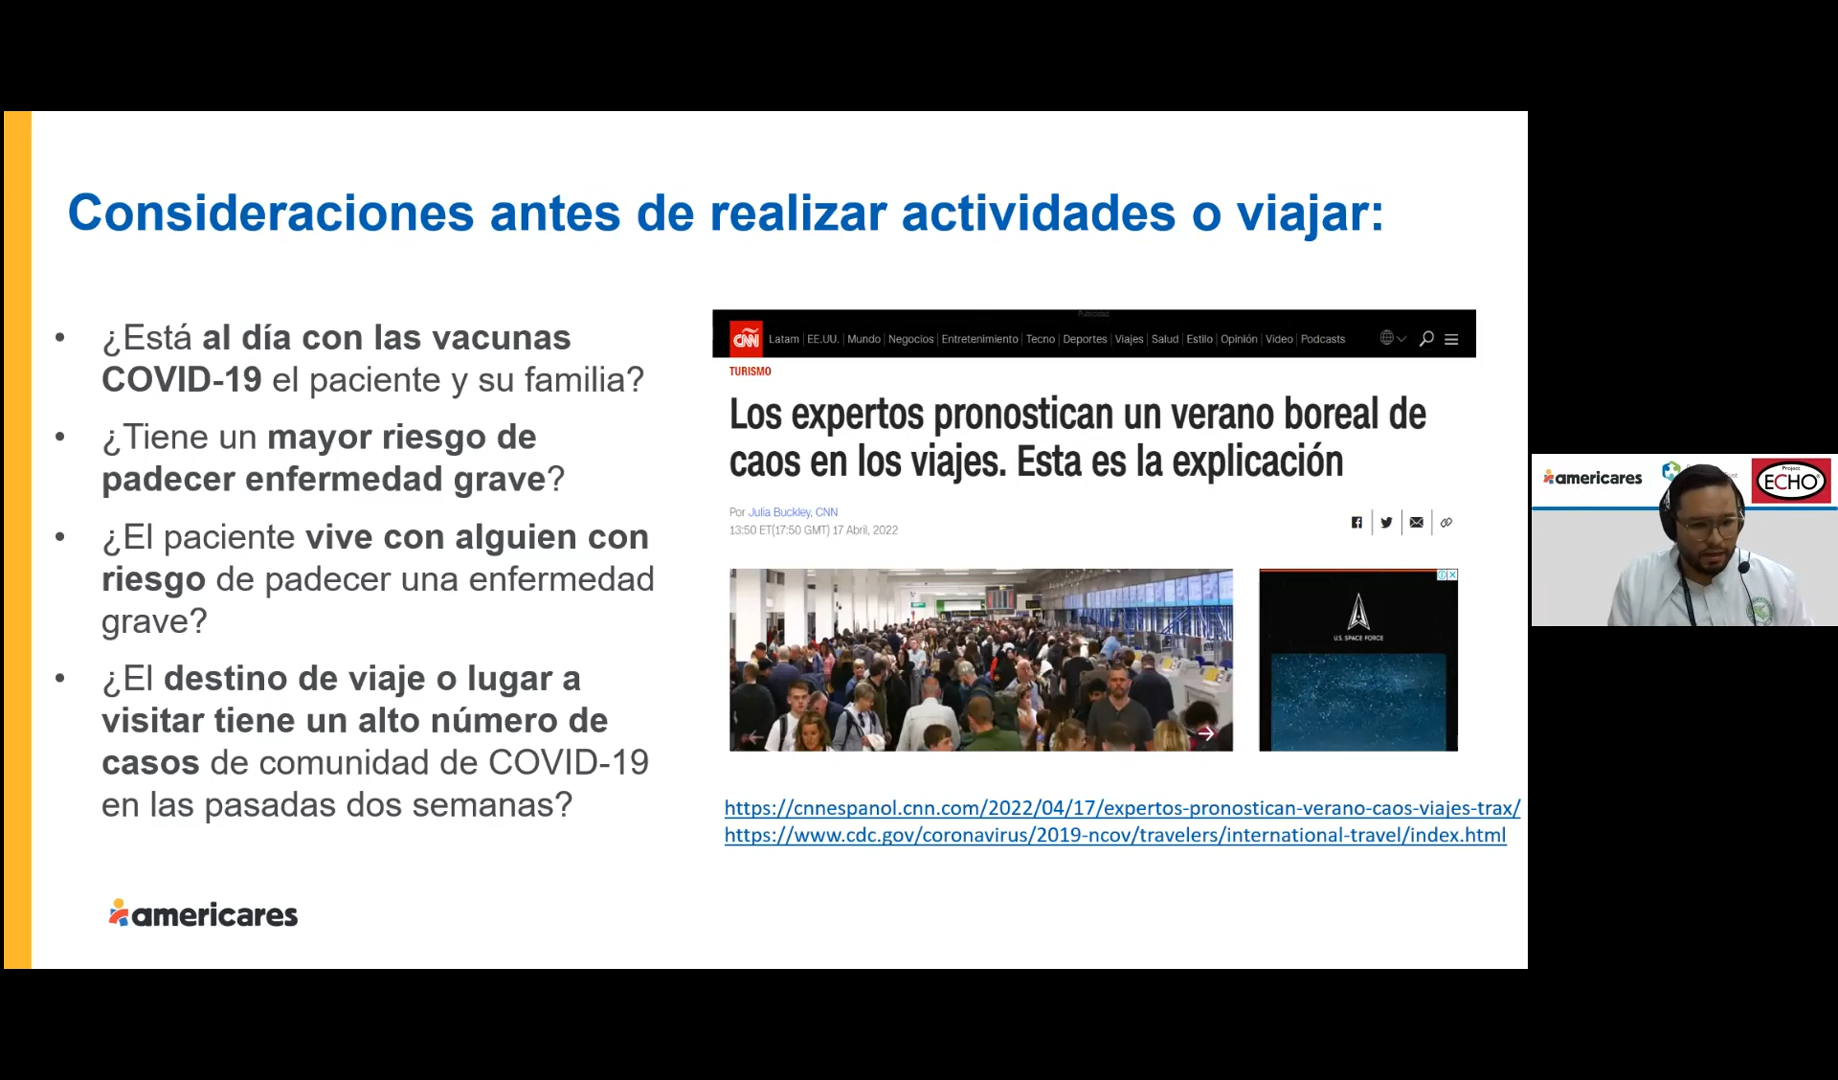 Consideraciones antes de realizar actividades o viajar:
• ¿Está al día con las vacunas
COVID-19 el paciente y su familia?
• ¿Tiene un mayor riesgo de
padecer enfermedad grave?
• ¿El paciente vive con alguien con
riesgo de padecer una enfermedad
grave?
• ¿El destino de viaje o lugar a
visitar tiene un alto número de
casos de comunidad de COVID-19
en las pasadas dos semanas?
americares
Publicidad
CNN Latam EE.UU. Mundo Negocios Entretenimiento Tecno Deportes Viajes Salud Estilo Opinión Video Podcasts
TURISMO
Los expertos pronostican un verano boreal de
caos en los viajes. Esta es la explicación
Por Julia Buckley, CNN
13:50 ET(17:50 GMT) 17 Abril, 2022
U.S. SPACE FORCE
https://cnnespanol.cnn.com/2022/04/17/expertos-pronostican-verano-caos-viajes-trax/
https://www.cdc.gov/coronavirus/2019-ncov/travelers/international-travel/index.html
americares
Project
ECHO